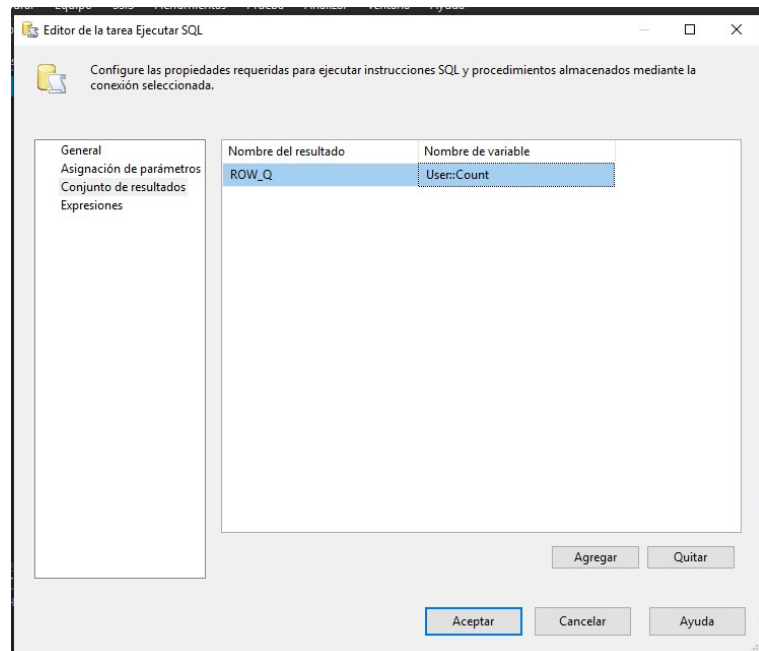 Editor de la tarea Ejecutar SQL
Configure las propiedades requeridas para ejecutar instrucciones SQL y procedimientos almacenados mediante la
conexión seleccionada.
General
Asignación de parámetros
Conjunto de resultados
Expresiones
Nombre del resultado
Nombre de variable
ROW_Q
User::Count
Agregar
Quitar
Aceptar
Cancelar
Ayuda